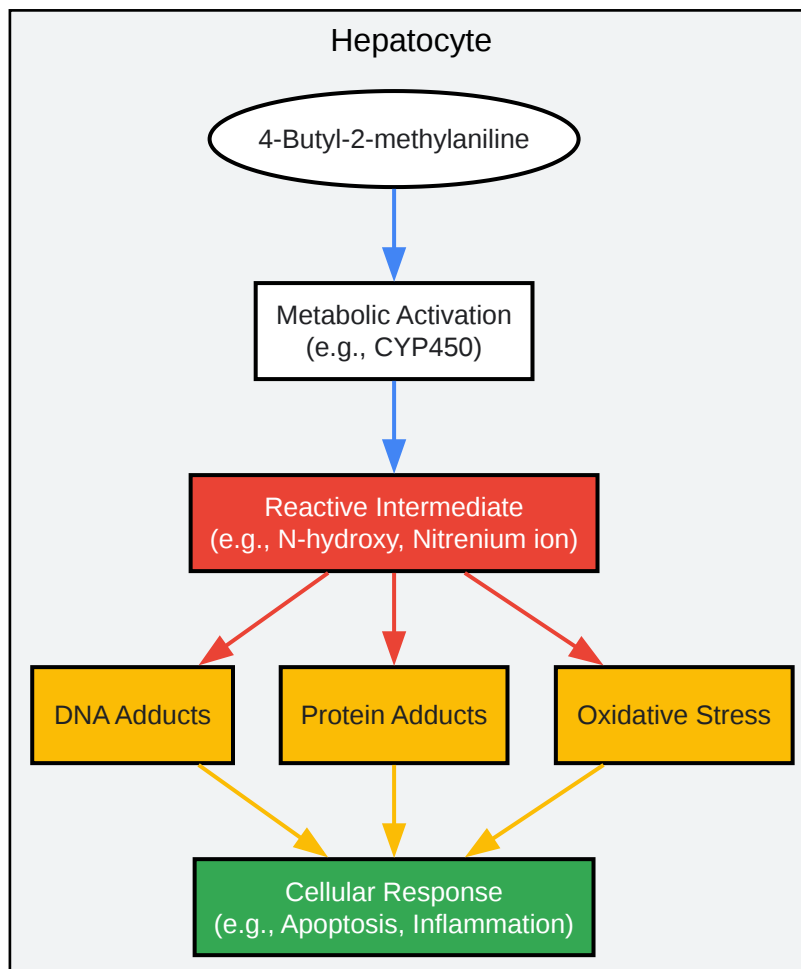 Hepatocyte
4-Butyl-2-methylaniline
Metabolic Activation
(e.g., CYP450)
Reactive Intermediate
(e.g., N-hydroxy, Nitrenium ion)
DNA Adducts
Protein Adducts
Oxidative Stress
Cellular Response
(e.g., Apoptosis, Inflammation)